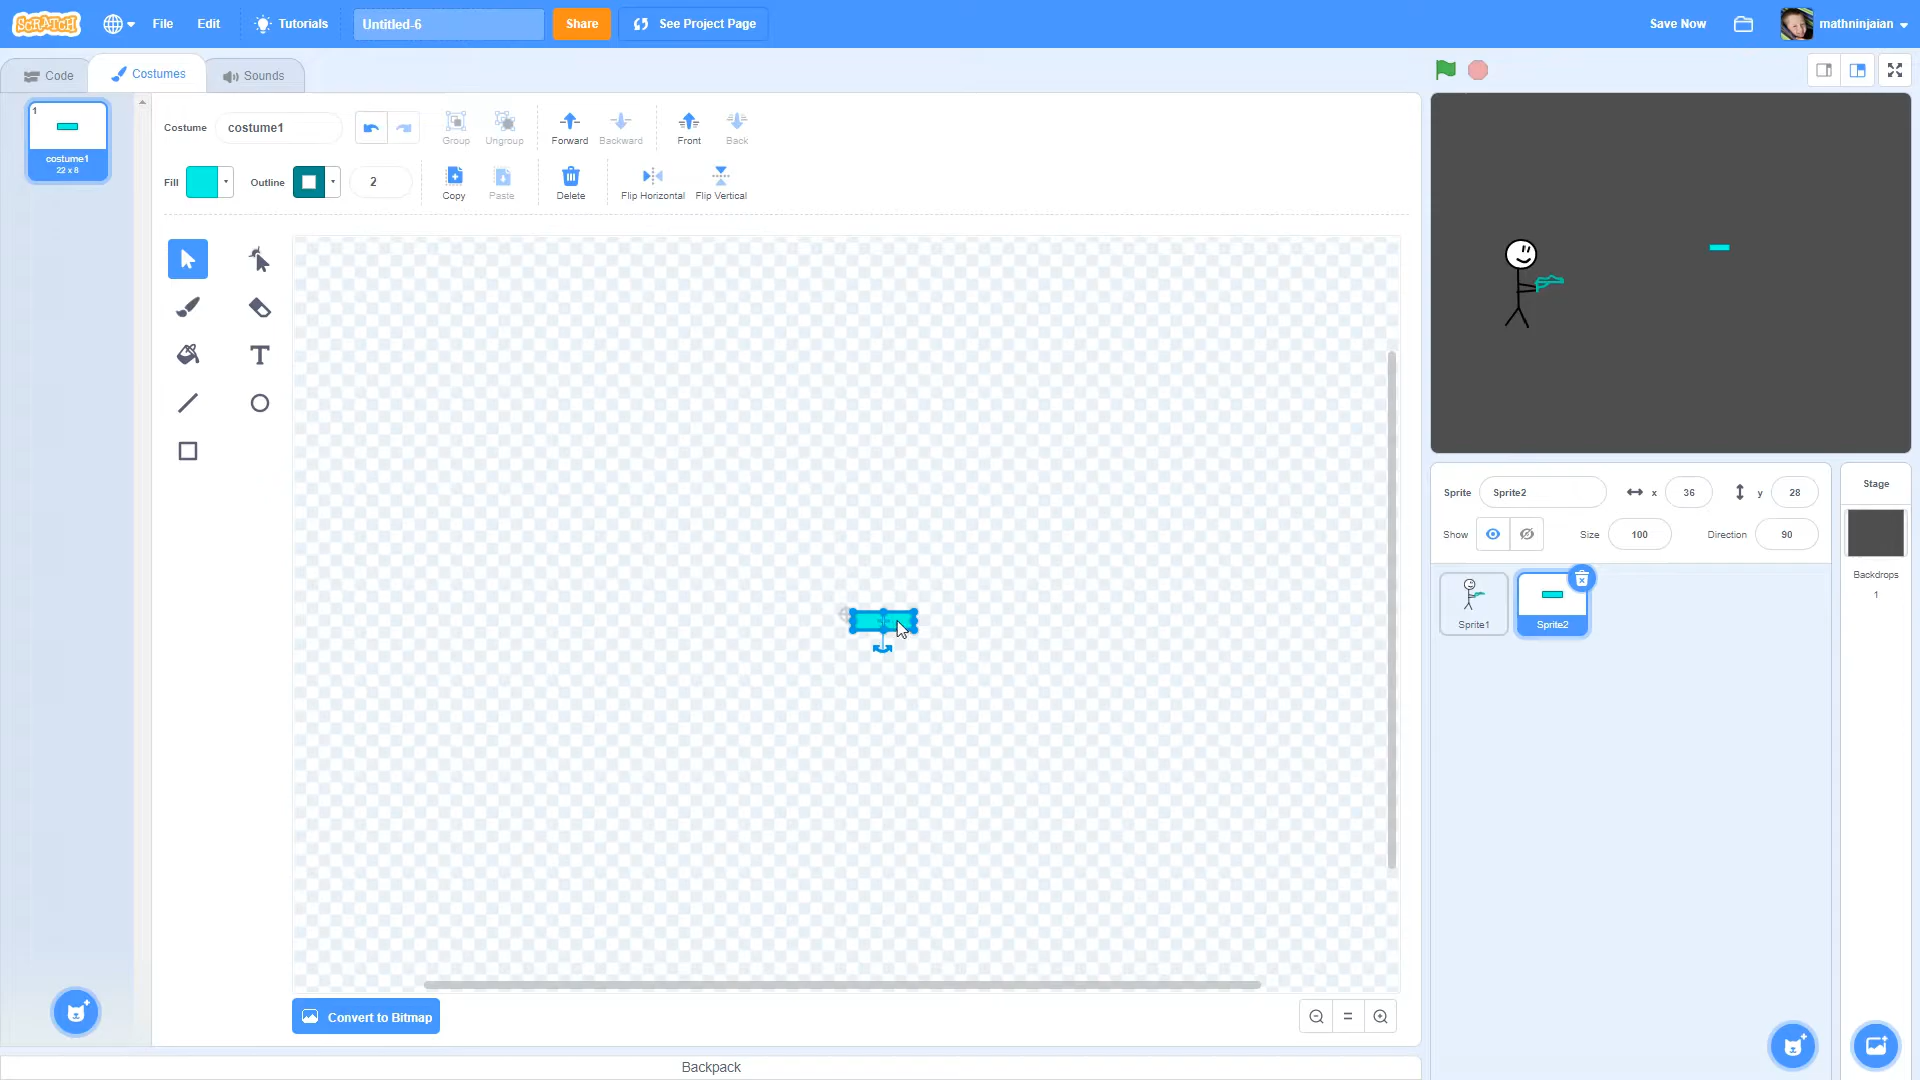 SCRATCH
File
Edit
Tutorials
Untitled-6
Share
See Project Page
Save Now
mathninjaian
Code
Costumes
Sounds
1
costume1
22 x 8
Costume
costume1
Group
Ungroup
Forward
Backward
Front
Back
Fill
Outline
2
Copy
Paste
Delete
Flip Horizontal
Flip Vertical
Convert to Bitmap
Backpack
Sprite
Sprite2
x
36
y
28
Show
Size
100
Direction
90
Sprite1
Sprite2
Stage
Backdrops
1